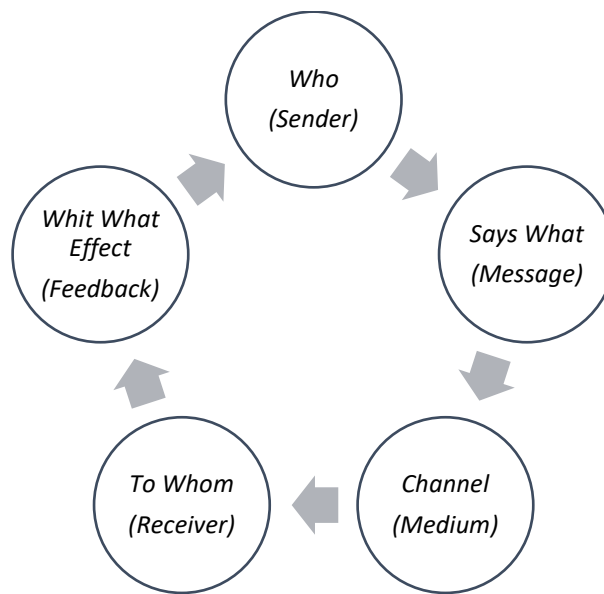 Who
(Sender)
Says What
(Message)
Channel
(Medium)
To Whom
(Receiver)
Whit What
Effect
(Feedback)